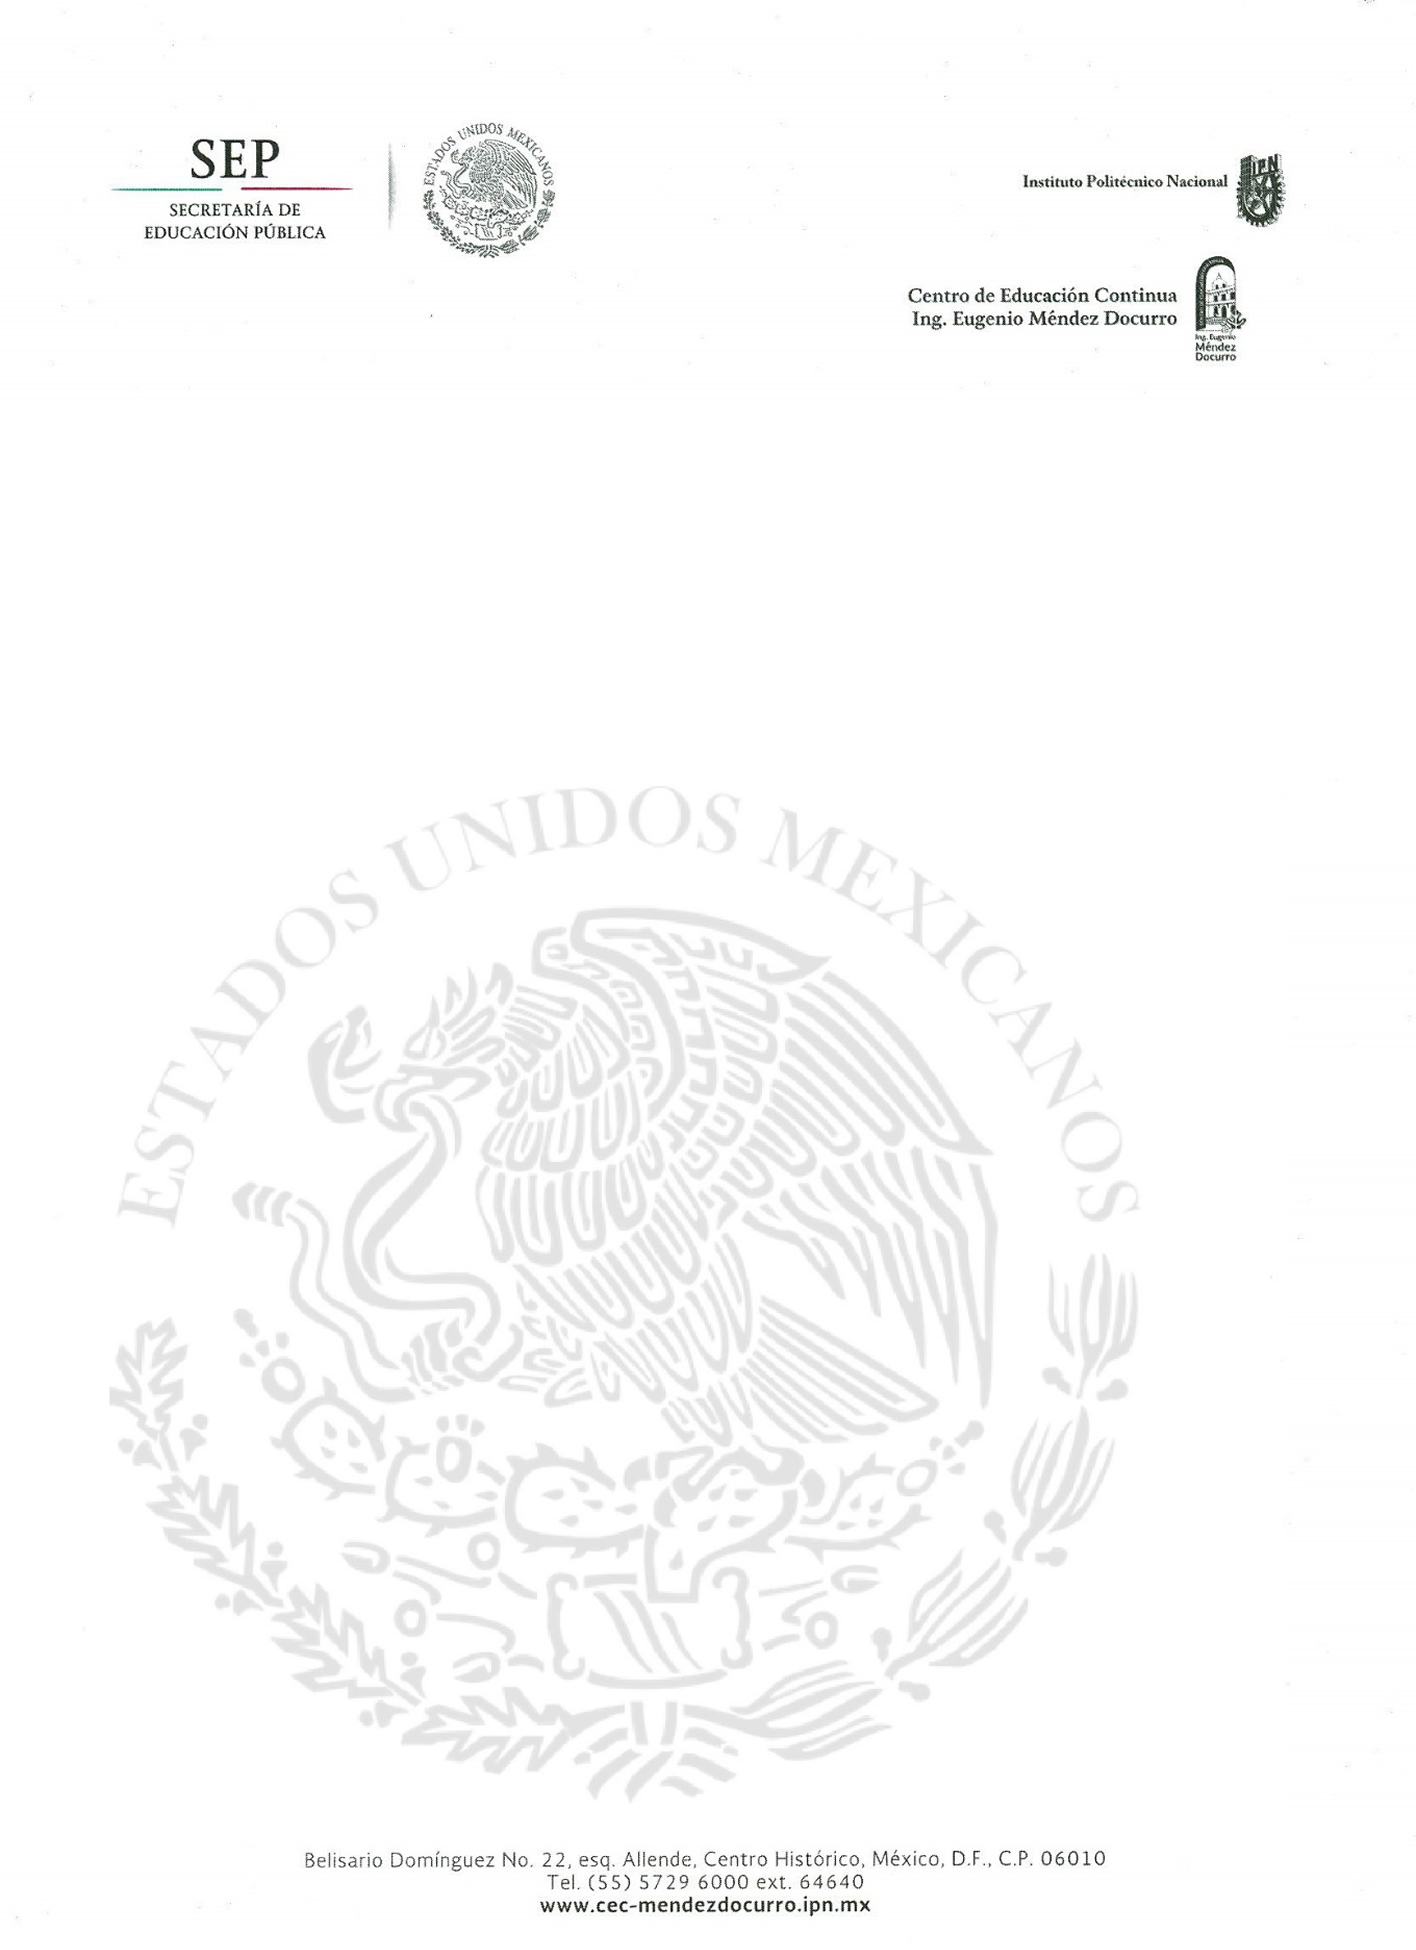 SEP
SECRETARÍA DE
EDUCACIÓN PÚBLICA
ESTADOS UNIDOS MEXICANOS
Instituto Politécnico Nacional
IPN
Centro de Educación Continua
Ing. Eugenio Méndez Docurro
Ing. Eugenio
Méndez
Docurro
ESTADOS UNIDOS MEXICANOS
Belisario Domínguez No. 22, esq. Allende, Centro Histórico, México, D.F., C.P. 06010
Tel. (55) 5729 6000 ext. 64640
www.cec-mendezdocurro.ipn.mx